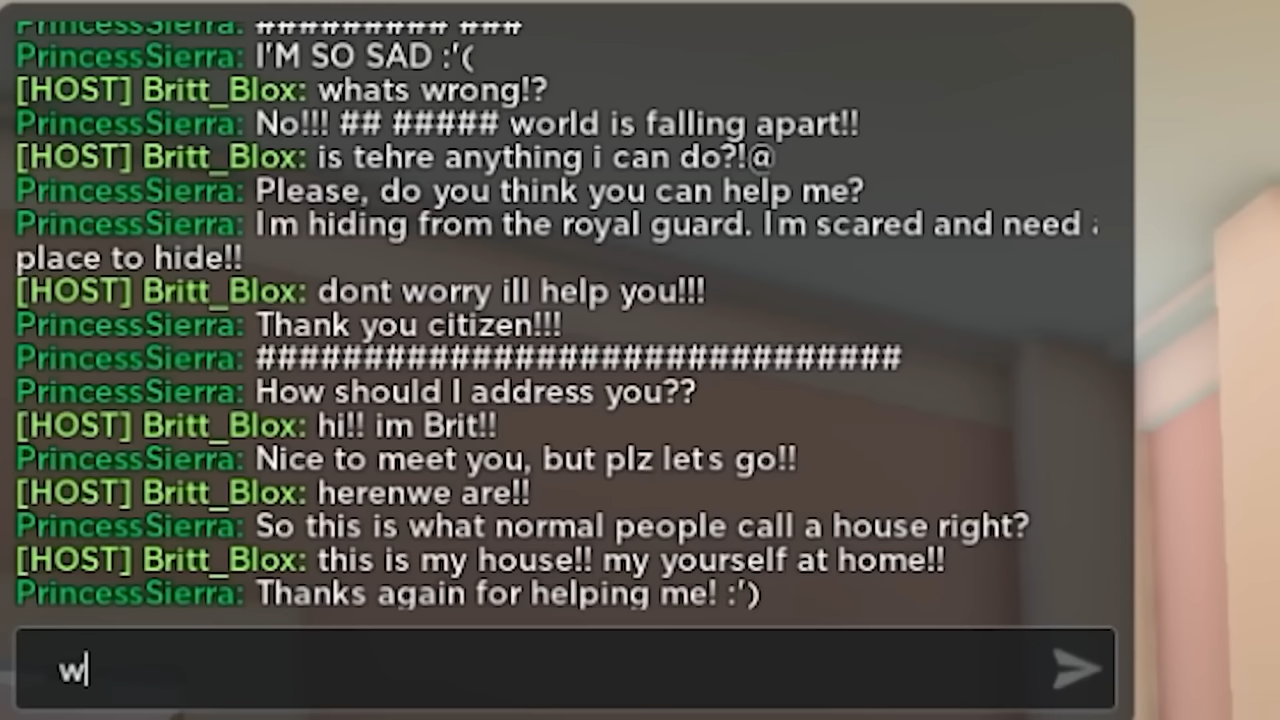 PrincessSierra: ######### ###
PrincessSierra: I'M SO SAD :'(
[HOST] Britt_Blox: whats wrong!?
PrincessSierra: No!!! ## ##### world is falling apart!!
[HOST] Britt_Blox: is tehre anything i can do?!@
PrincessSierra: Please, do you think you can help me?
PrincessSierra: Im hiding from the royal guard. Im scared and need
place to hide!!
[HOST] Britt_Blox: dont worry ill help you!!!
PrincessSierra: Thank you citizen!!!
PrincessSierra: ##############################
PrincessSierra: How should I address you??
[HOST] Britt_Blox: hi!! im Brit!!
PrincessSierra: Nice to meet you, but plz lets go!!
[HOST] Britt_Blox: herenwe are!!
PrincessSierra: So this is what normal people call a house right?
[HOST] Britt_Blox: this is my house!! my yourself at home!!
PrincessSierra: Thanks again for helping me! :')
w